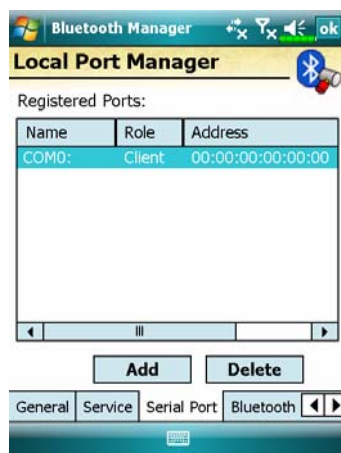 Bluetooth Manager ok
Local Port Manager
Registered Ports:
Name Role Address
COM0: Client 00:00:00:00:00:00
Add Delete
General Service Serial Port Bluetooth